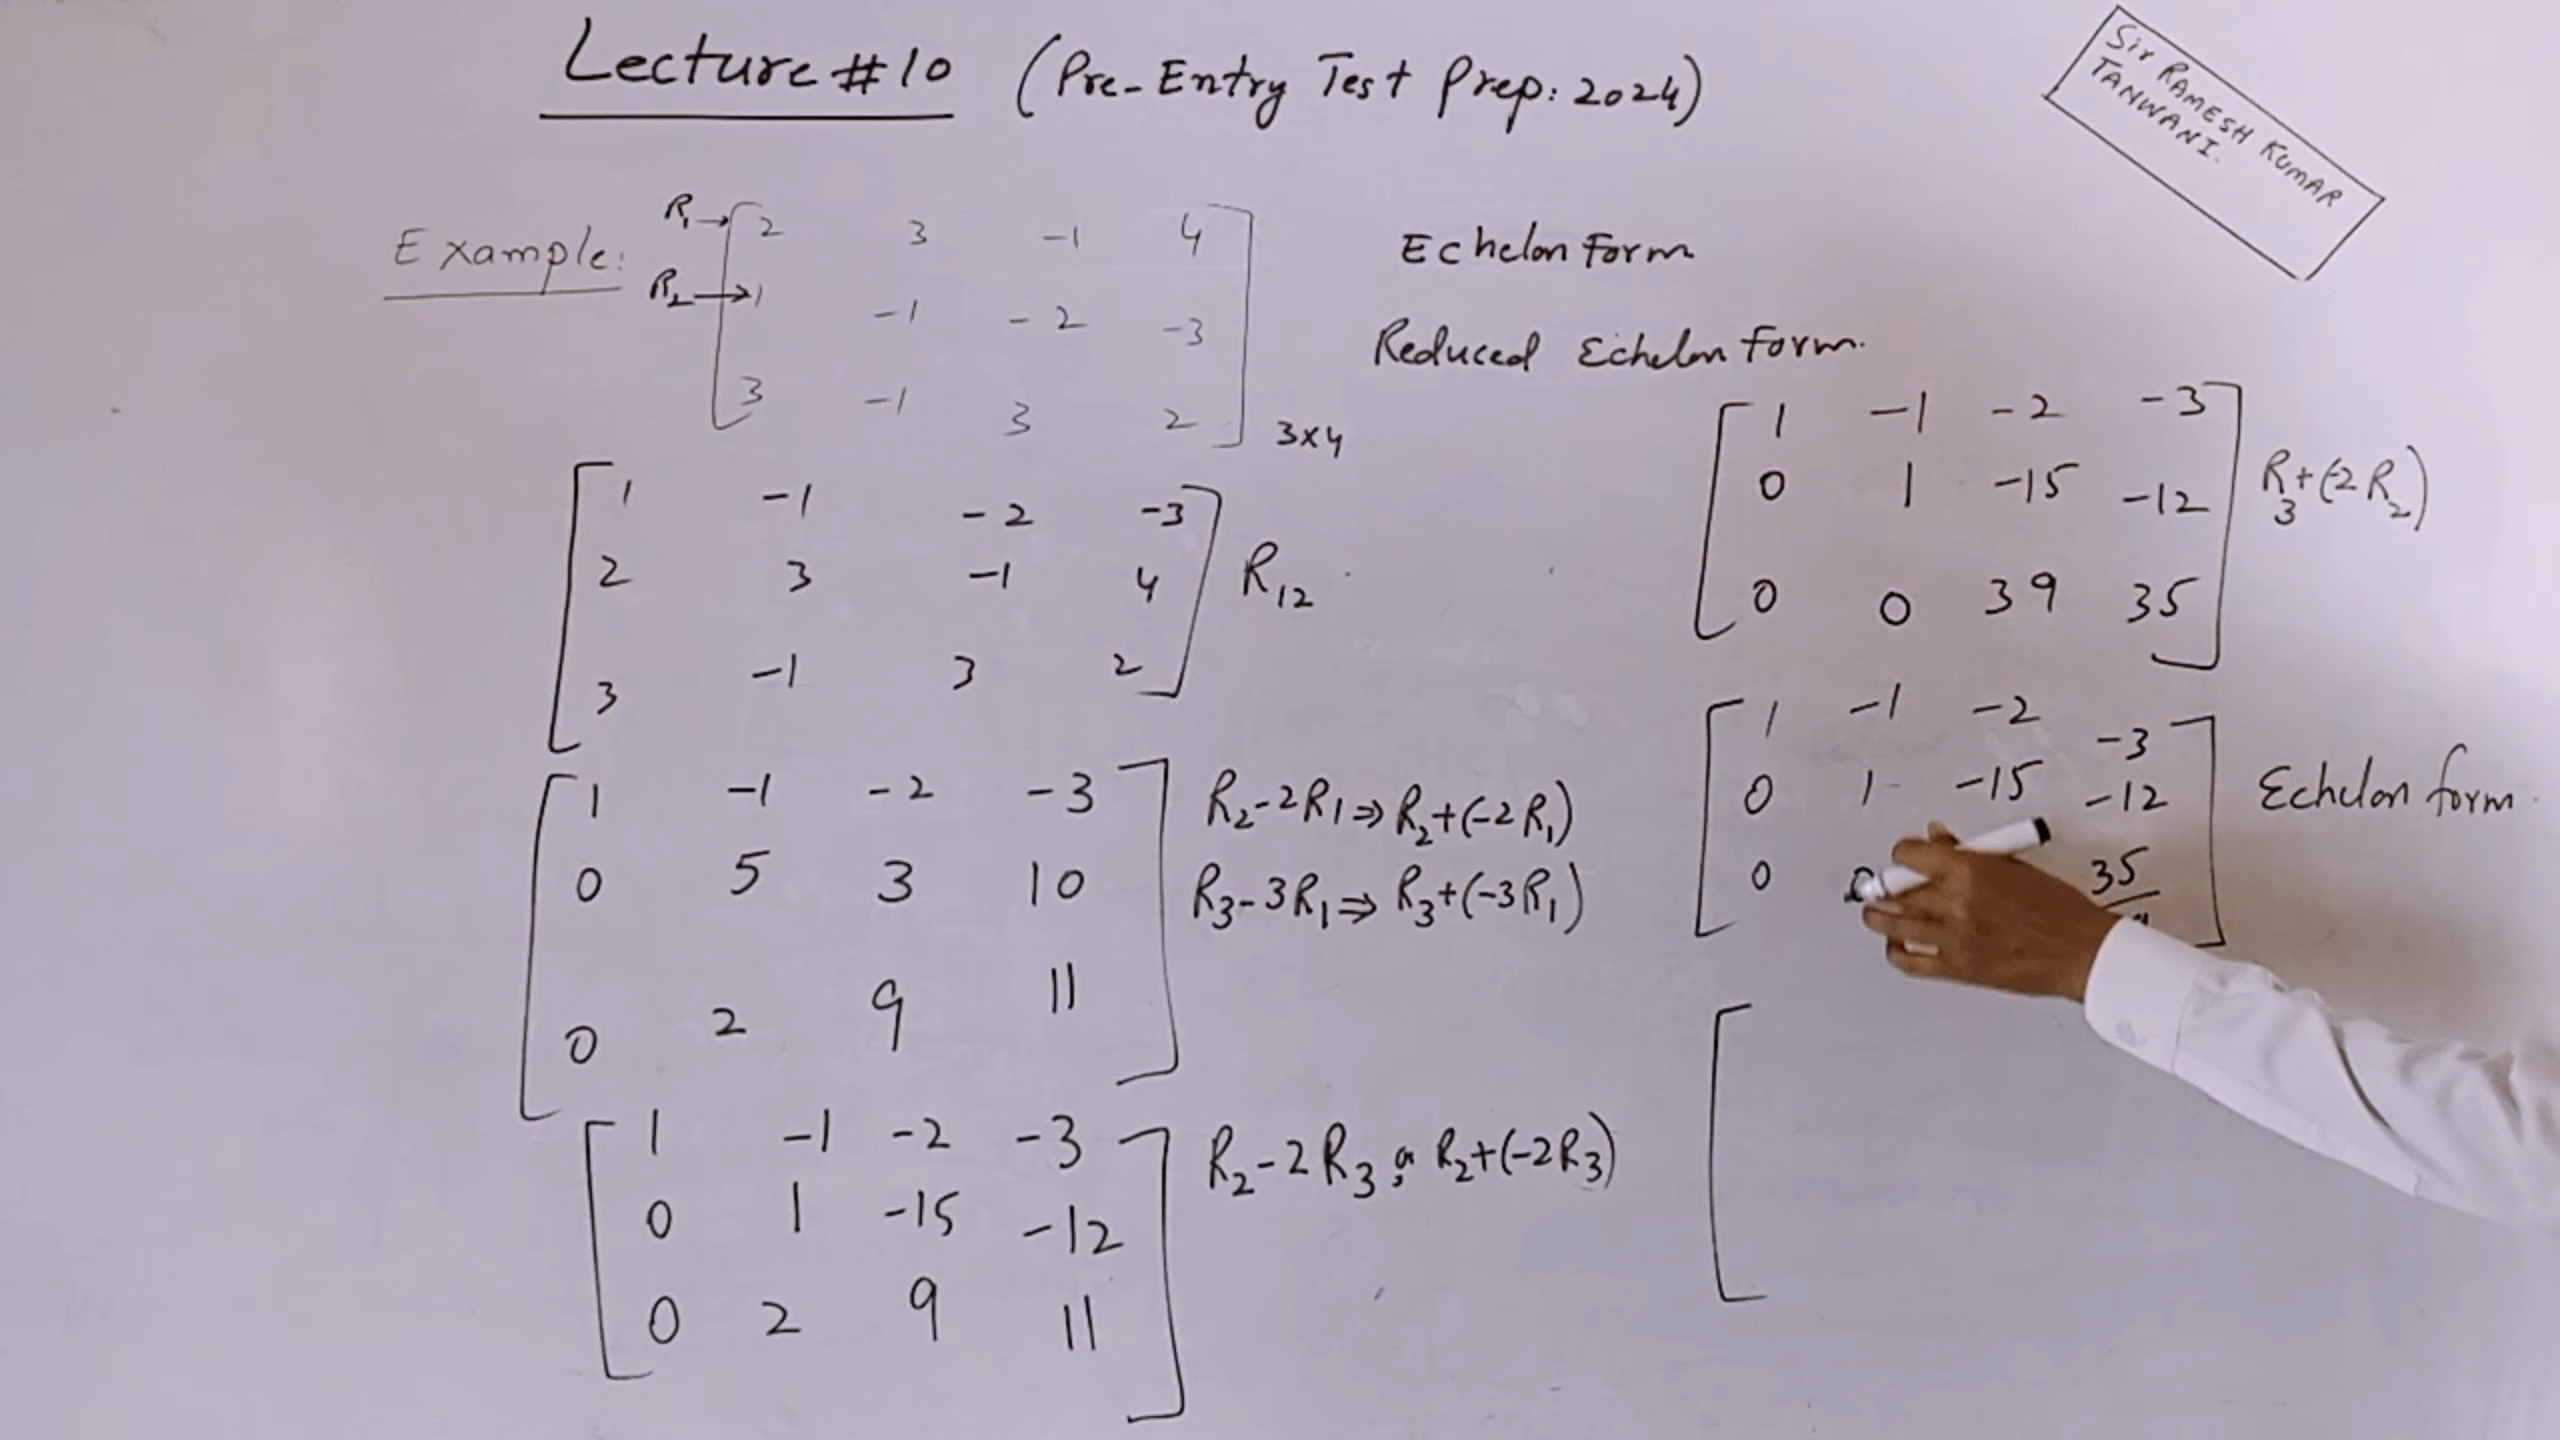 Lecture #10 (Pre-Entry Test Prep: 2024)
Sir RAMESH KUMAR
TANWANI.
Example:
R₁→ 2 3 -1 4
R₂→ 1 -1 -2 -3
3 -1 3 2
3×4
Echelon Form
Reduced Echelon form.
1 -1 -2 -3
2 3 -1 4
3 -1 3 2
R₁₂
1 -1 -2 -3
0 5 3 10
0 2 9 11
R₂-2R₁⇒R₂+(-2R₁)
R₃-3R₁⇒R₃+(-3R₁)
1 -1 -2 -3
0 1 -15 -12
0 2 9 11
R₂-2R₃ R₂+(-2R₃)
1 -1 -2 -3
0 1 -15 -12
0 0 39 35
R₃+(-2R₂)
1 -1 -2 -3
0 1 -15 -12
0 35
Echelon form.